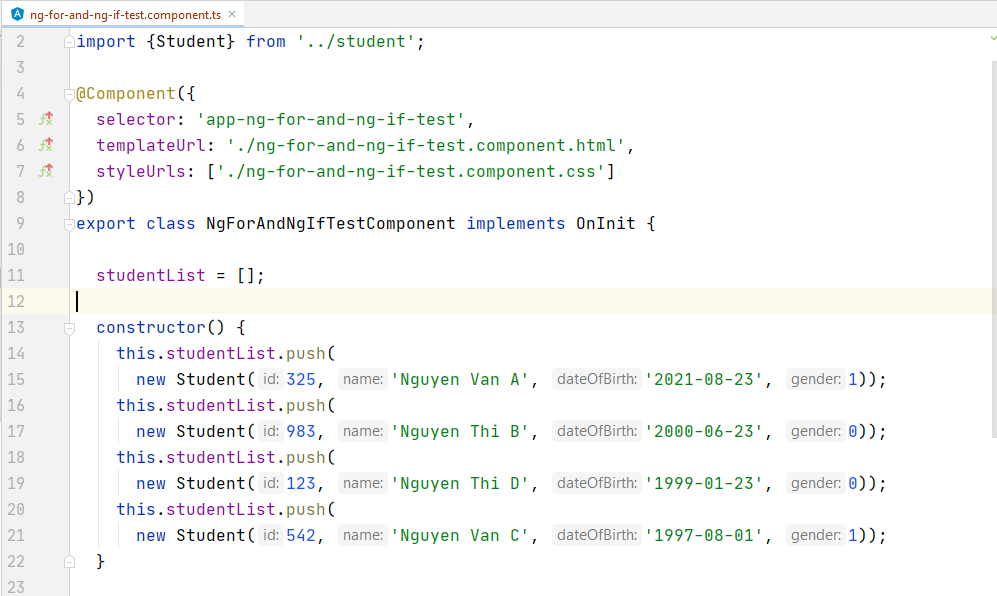 ng-for-and-ng-if-test.component.ts
2 import {Student} from '../student';
3
4 @Component({
5 selector: 'app-ng-for-and-ng-if-test',
6 templateUrl: './ng-for-and-ng-if-test.component.html',
7 styleUrls: ['./ng-for-and-ng-if-test.component.css']
8 })
9 export class NgForAndNgIfTestComponent implements OnInit {
10
11 studentList = [];
12
13 constructor() {
14 this.studentList.push(
15 new Student( id: 325, name: 'Nguyen Van A', dateOfBirth: '2021-08-23', gender: 1));
16 this.studentList.push(
17 new Student( id: 983, name: 'Nguyen Thi B', dateOfBirth: '2000-06-23', gender: 0));
18 this.studentList.push(
19 new Student( id: 123, name: 'Nguyen Thi D', dateOfBirth: '1999-01-23', gender: 0));
20 this.studentList.push(
21 new Student( id: 542, name: 'Nguyen Van C', dateOfBirth: '1997-08-01', gender: 1));
22 }
23